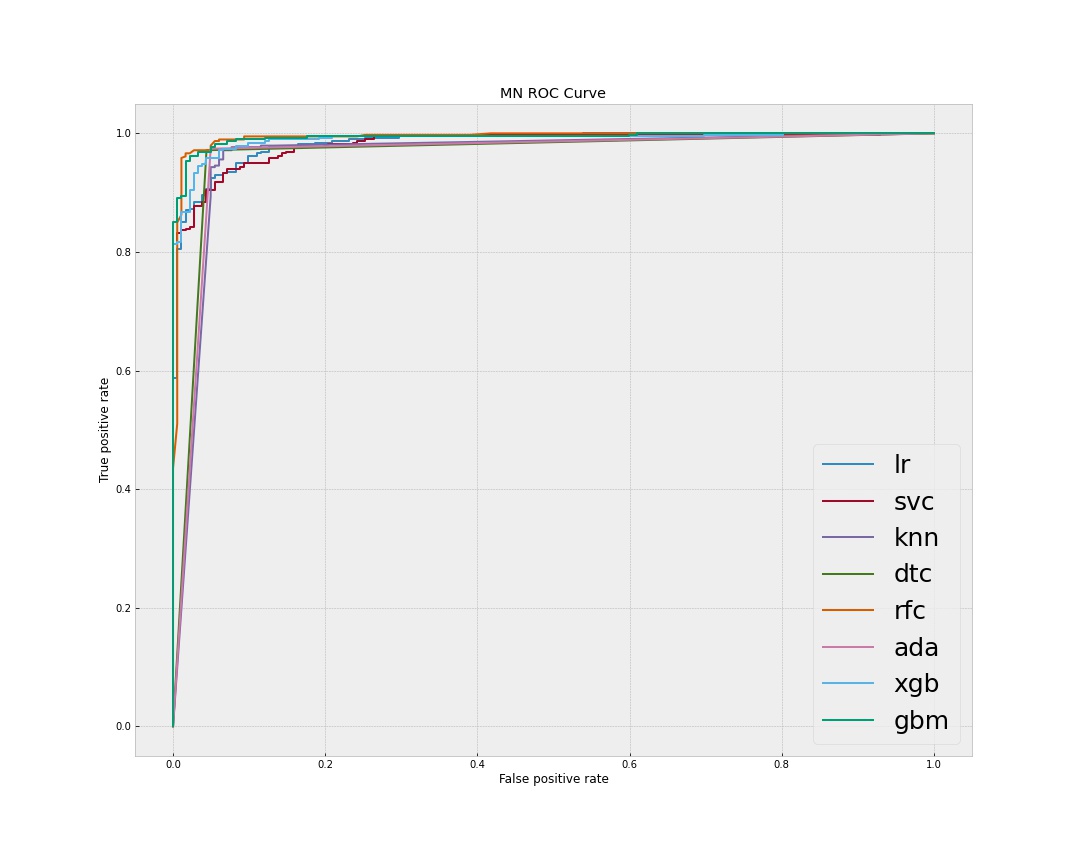 MN ROC Curve
True positive rate
1.0
0.8
0.6
0.4
0.2
0.0
lr
svc
knn
dtc
rfc
ada
xgb
gbm
0.0 0.2 0.4 0.6 0.8 1.0
False positive rate